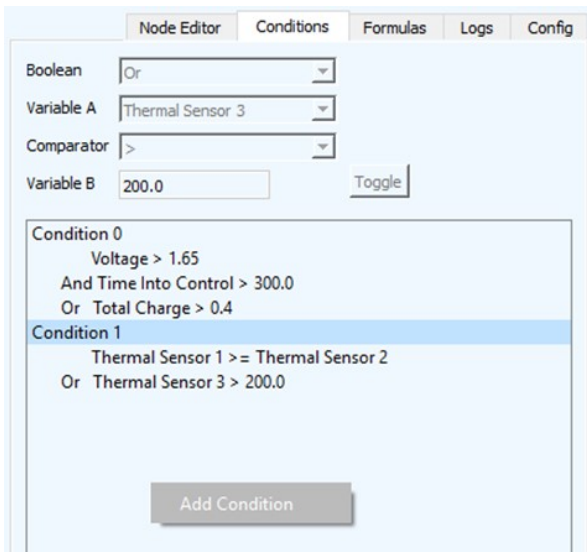 Node Editor Conditions Formulas Logs Config
Boolean Or
Variable A Thermal Sensor 3
Comparator >
Variable B 200.0 Toggle
Condition 0
Voltage > 1.65
And Time Into Control > 300.0
Or Total Charge > 0.4
Condition 1
Thermal Sensor 1 >= Thermal Sensor 2
Or Thermal Sensor 3 > 200.0
Add Condition